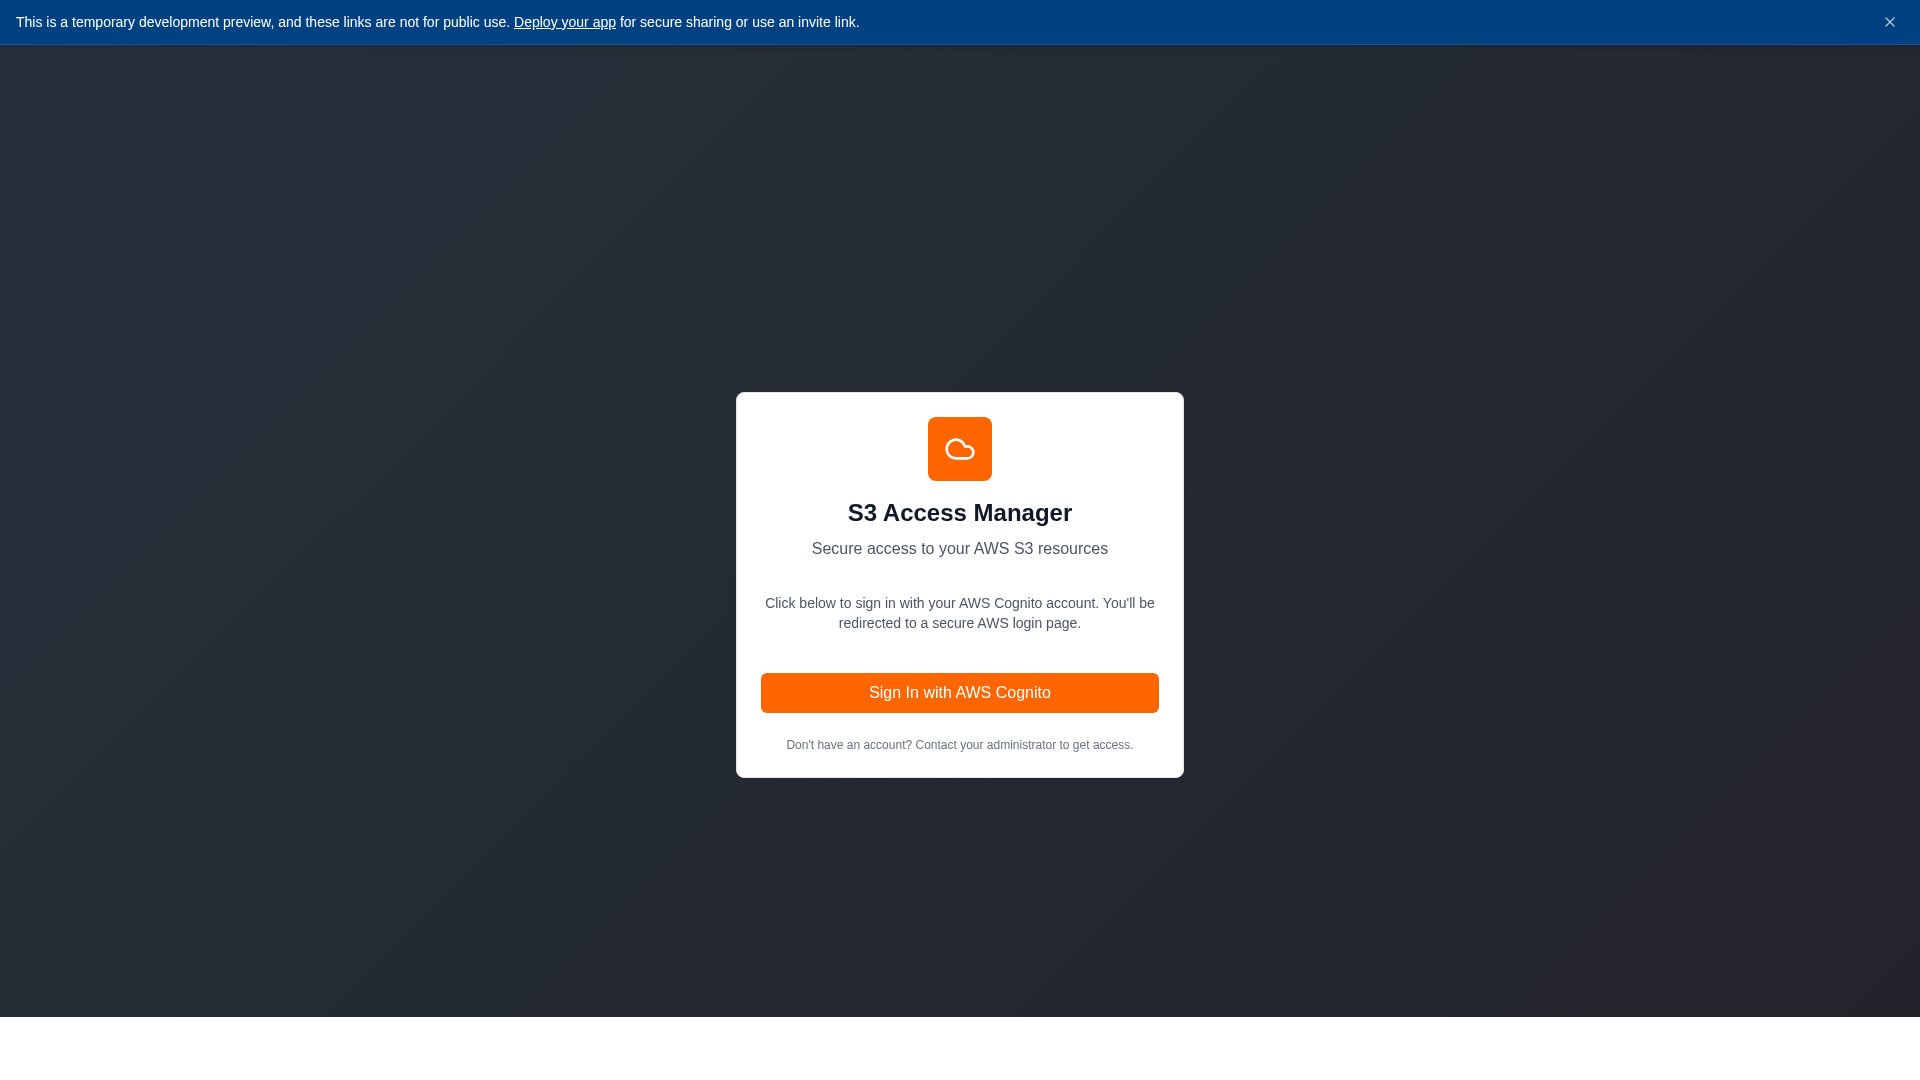 This is a temporary development preview, and these links are not for public use. Deploy your app for secure sharing or use an invite link.
S3 Access Manager
Secure access to your AWS S3 resources
Click below to sign in with your AWS Cognito account. You'll be
redirected to a secure AWS login page.
Sign In with AWS Cognito
Don't have an account? Contact your administrator to get access.